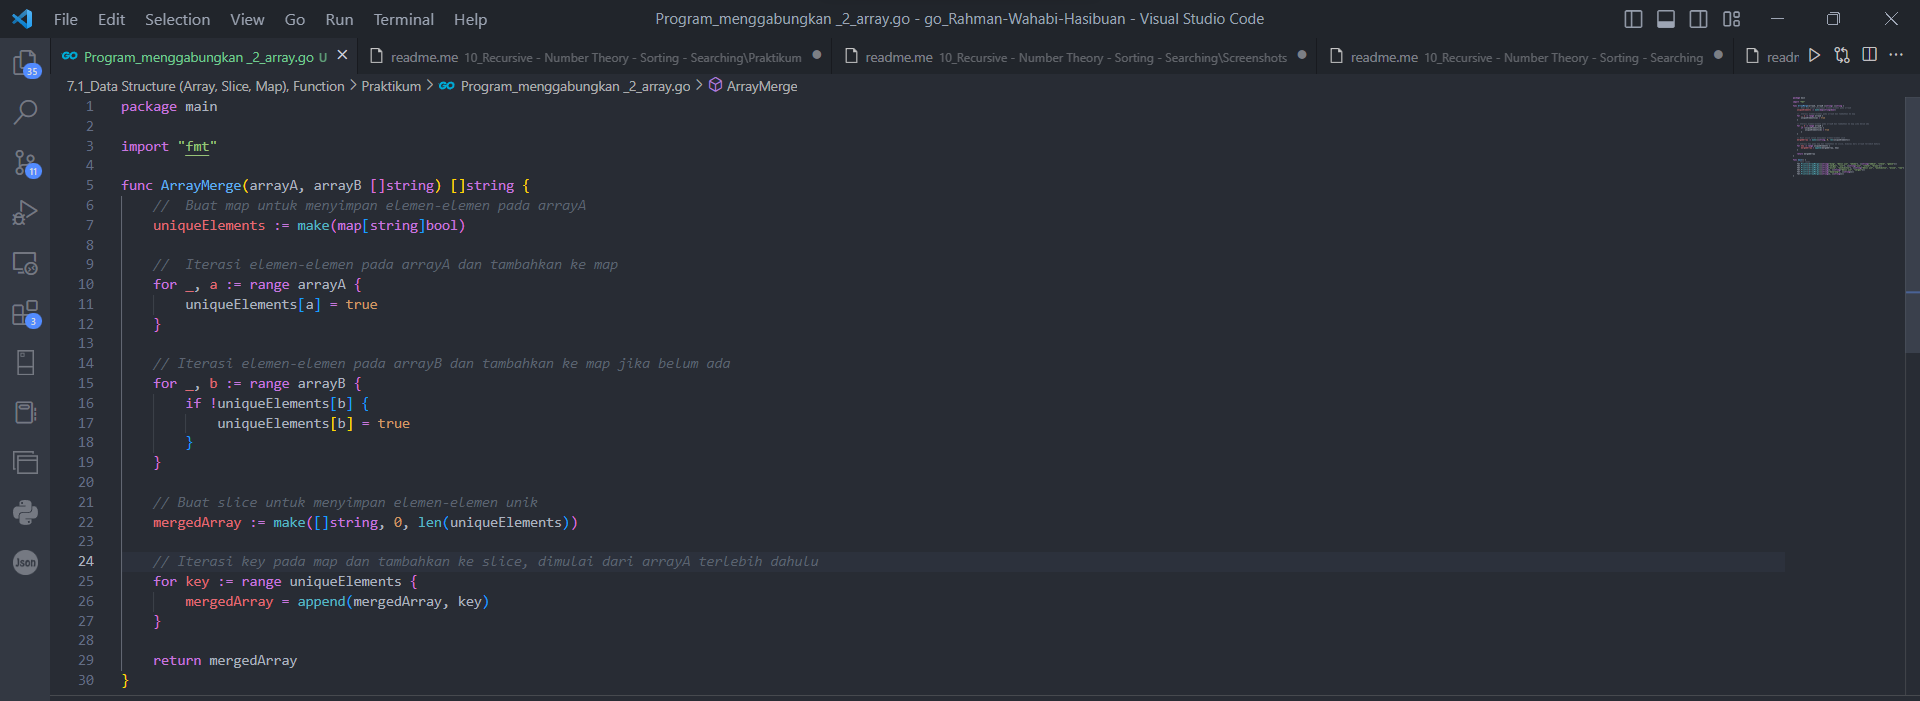 File Edit Selection View Go Run Terminal Help Program_menggabungkan _2_array.go - go_Rahman-Wahabi-Hasibuan - Visual Studio Code
GO Program_menggabungkan _2_array.go U readme.me 10_Recursive - Number Theory - Sorting - Searching\Praktikum readme.me 10_Recursive - Number Theory - Sorting - Searching\Screenshots readme.me 10_Recursive - Number Theory - Sorting - Searching readr
7.1_Data Structure (Array, Slice, Map), Function > Praktikum > GO Program_menggabungkan _2_array.go > ArrayMerge
35
11
3
Json
1 package main
2
3 import "fmt"
4
5 func ArrayMerge(arrayA, arrayB []string) []string {
6 //  Buat map untuk menyimpan elemen-elemen pada arrayA
7 uniqueElements := make(map[string]bool)
8
9 //  Iterasi elemen-elemen pada arrayA dan tambahkan ke map
10 for _, a := range arrayA {
11 uniqueElements[a] = true
12 }
13
14 // Iterasi elemen-elemen pada arrayB dan tambahkan ke map jika belum ada
15 for _, b := range arrayB {
16 if !uniqueElements[b] {
17 uniqueElements[b] = true
18 }
19 }
20
21 // Buat slice untuk menyimpan elemen-elemen unik
22 mergedArray := make([]string, 0, len(uniqueElements))
23
24 // Iterasi key pada map dan tambahkan ke slice, dimulai dari arrayA terlebih dahulu
25 for key := range uniqueElements {
26 mergedArray = append(mergedArray, key)
27 }
28
29 return mergedArray
30 }